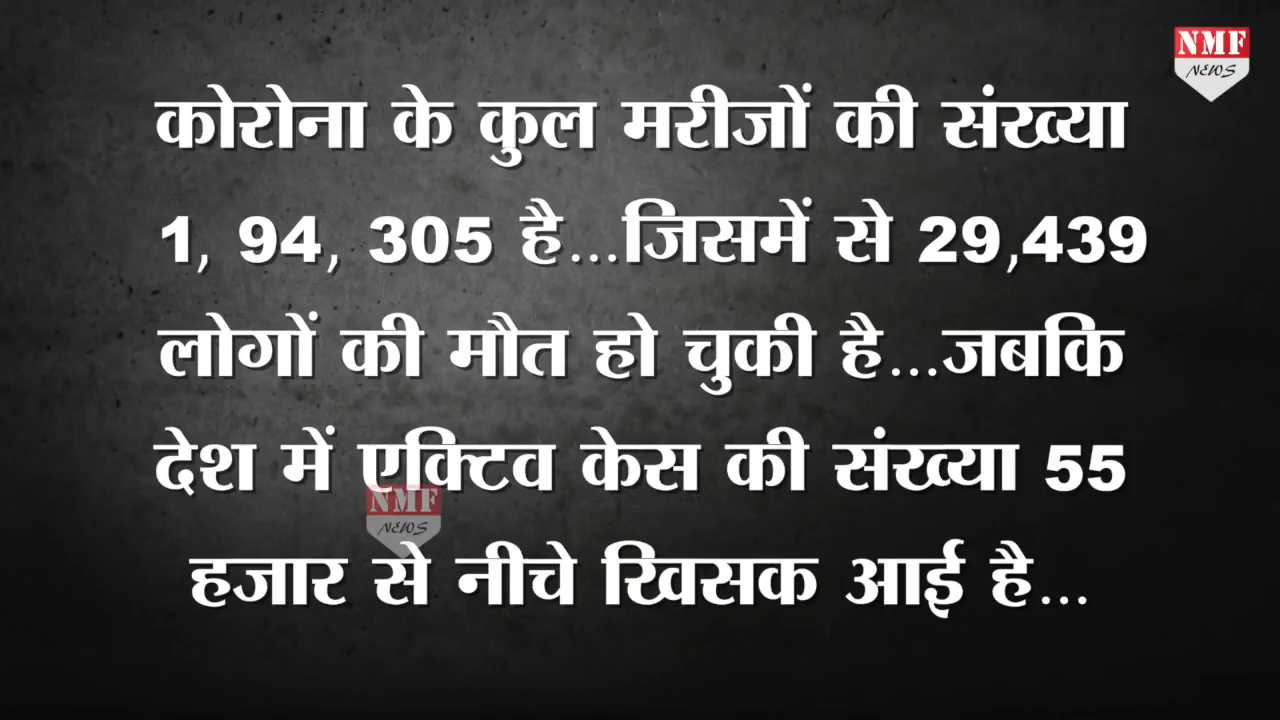 NMF
NEWS
कोरोना के कुल मरीजों की संख्या
1, 94, 305 है...जिसमें से 29,439
लोगों की मौत हो चुकी है...जबकि
देश में एक्टिव केस की संख्या 55
NMF
NEWS
हजार से नीचे खिसक आई है...